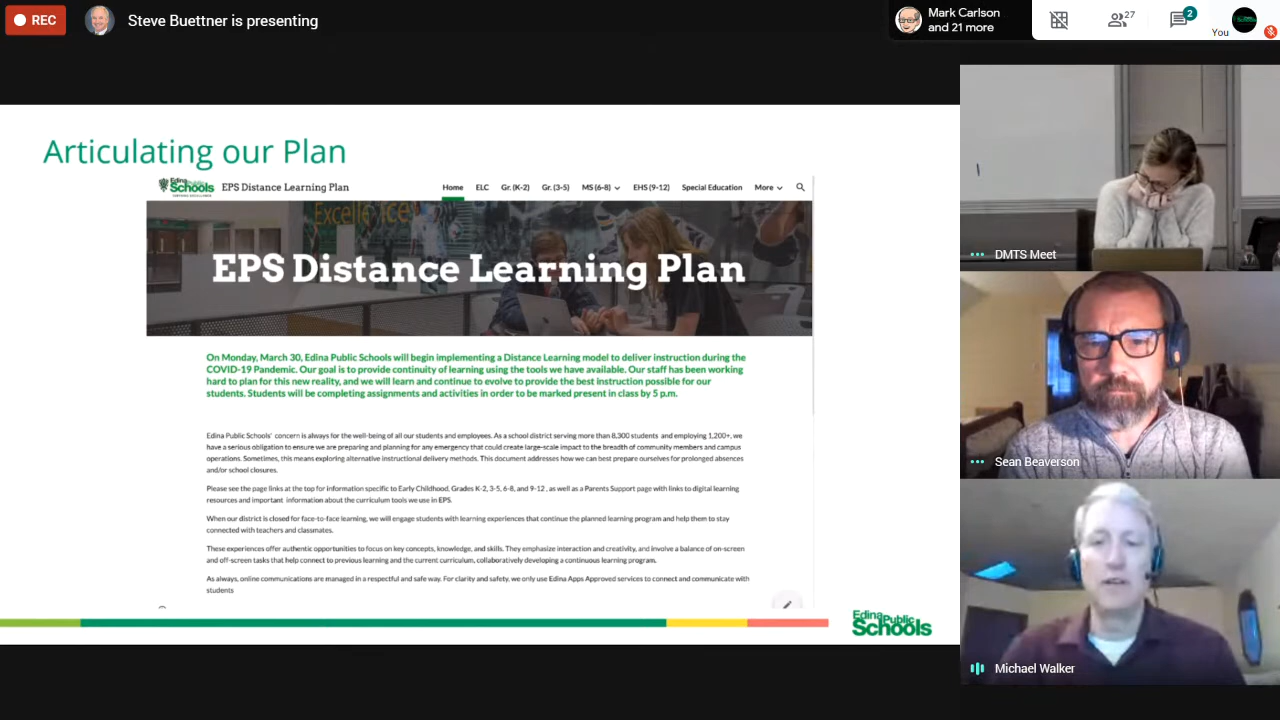 REC
Steve Buettner is presenting
Mark Carlson
and 21 more
27
2
You
Articulating our Plan
Edina Public Schools
EPS Distance Learning Plan
Home ELC Gr. (K-2) Gr. (3-5) MS (6-8) EHS (9-12) Special Education More
Excellence
EPS Distance Learning Plan
On Monday, March 30, Edina Public Schools will begin implementing a Distance Learning model to deliver instruction during the
COVID-19 Pandemic. Our goal is to provide continuity of learning using the tools we have available. Our staff has been working
hard to plan for this new reality, and we will learn and continue to evolve to provide the best instruction possible for our
students. Students will be completing assignments and activities in order to be marked present in class by 5 p.m.
Edina Public Schools' concern is always for the well-being of all our students and employees. As a school district serving more than 8,300 students and employing 1,200+, we
have a serious obligation to ensure we are preparing and planning for any emergency that could create large-scale impact to the breadth of community members and campus
operations. Sometimes, this means exploring alternative instructional delivery methods. This document addresses how we can best prepare ourselves for prolonged absences
and/or school closures.
Please see the page links at the top for information specific to Early Childhood, Grades K-2, 3-5, 6-8, and 9-12 , as well as a Parents Support page with links to digital learning
resources and important information about the curriculum tools we use in EPS.
When our district is closed for face-to-face learning, we will engage students with learning experiences that continue the planned learning program and help them to stay
connected with teachers and classmates.
These experiences offer authentic opportunities to focus on key concepts, knowledge, and skills. They emphasize interaction and creativity, and involve a balance of on-screen
and off-screen tasks that help connect to previous learning and the current curriculum, collaboratively developing a continuous learning program.
As always, online communications are managed in a respectful and safe way. For clarity and safety, we only use Edina Apps Approved services to connect and communicate with
students
Edina Public
Schools
DMTS Meet
Sean Beaverson
Michael Walker